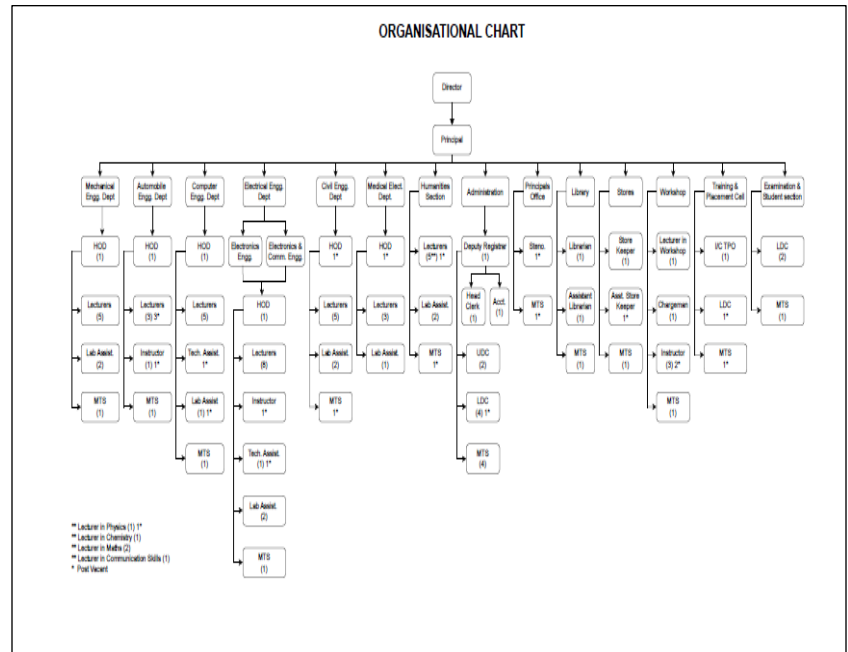 ORGANISATIONAL CHART
Director
Principal
Mechanical
Engg. Dept
Automobile
Engg. Dept
Computer
Engg. Dept
Electrical Engg.
Dept
Civil Engg.
Dept
Medical Elect.
Dept.
Humanities
Section
Administration
Principals
Office
Library
Stores
Workshop
Training &
Placement Cell
Examination &
Student section
HOD
(1)
HOD
(1)
HOD
(1)
Electronics
Engg.
Electronics &
Comm. Engg.
HOD
1*
HOD
1*
Lecturers
(5**) 1*
Deputy Registrar
(1)
Steno.
1*
Librarian
(1)
Store
Keeper
(1)
Lecturer in
Workshop
(1)
I/C TPO
(1)
LDC
(2)
Lecturers
(5)
Lecturers
(3) 3*
Lecturers
(5)
HOD
(1)
Lecturers
(5)
Lecturers
(3)
Lab Assist.
(2)
Head
Clerk
(1)
Acct.
(1)
MTS
1*
Assistant
Librarian
(1)
Asst. Store
Keeper
1*
Chargeman
(1)
LDC
1*
MTS
(1)
Lab Assist.
(2)
Instructor
(1) 1*
Tech. Assist.
1*
Lecturers
(8)
Lab Assist.
(2)
Lab Assist.
(1)
MTS
1*
UDC
(2)
MTS
(1)
MTS
(1)
Instructor
(3) 2*
MTS
1*
MTS
(1)
MTS
(1)
Lab Assist
(1) 1*
Instructor
1*
MTS
1*
LDC
(4) 1*
MTS
(1)
MTS
(1)
Tech. Assist.
(1) 1*
MTS
(4)
Lab Assist.
(2)
MTS
(1)
** Lecturer in Physics (1) 1*
** Lecturer in Chemistry (1)
** Lecturer in Maths (2)
** Lecturer in Communication Skills (1)
* Post Vacant